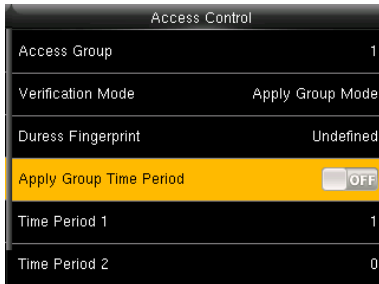 Access Control
Access Group 1
Verification Mode Apply Group Mode
Duress Fingerprint Undefined
Apply Group Time Period OFF
Time Period 1 1
Time Period 2 0